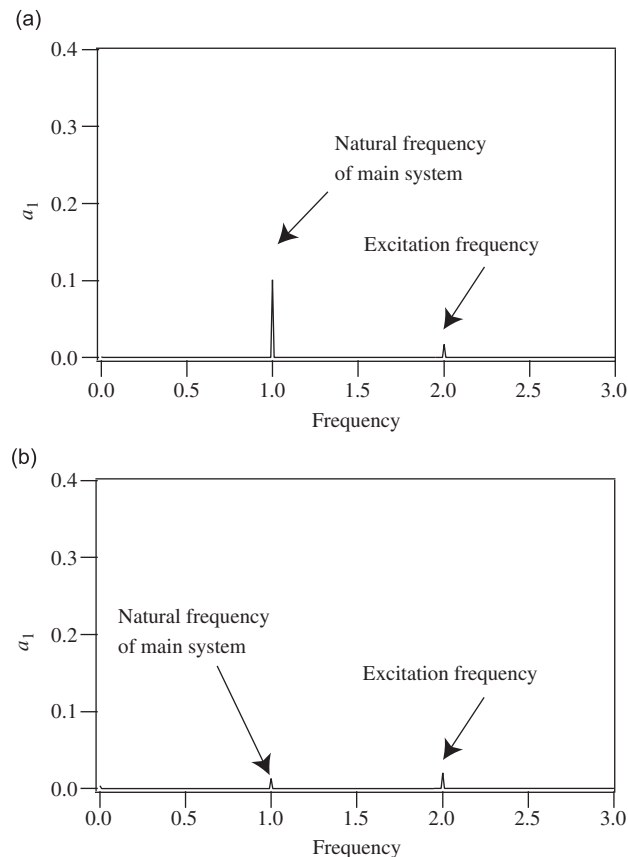 (a)
0.4
0.3
0.2
0.1
0.0
a1
Natural frequency
of main system
Excitation frequency
0.0 0.5 1.0 1.5 2.0 2.5 3.0
Frequency
(b)
0.4
0.3
0.2
0.1
0.0
a1
Natural frequency
of main system
Excitation frequency
0.0 0.5 1.0 1.5 2.0 2.5 3.0
Frequency